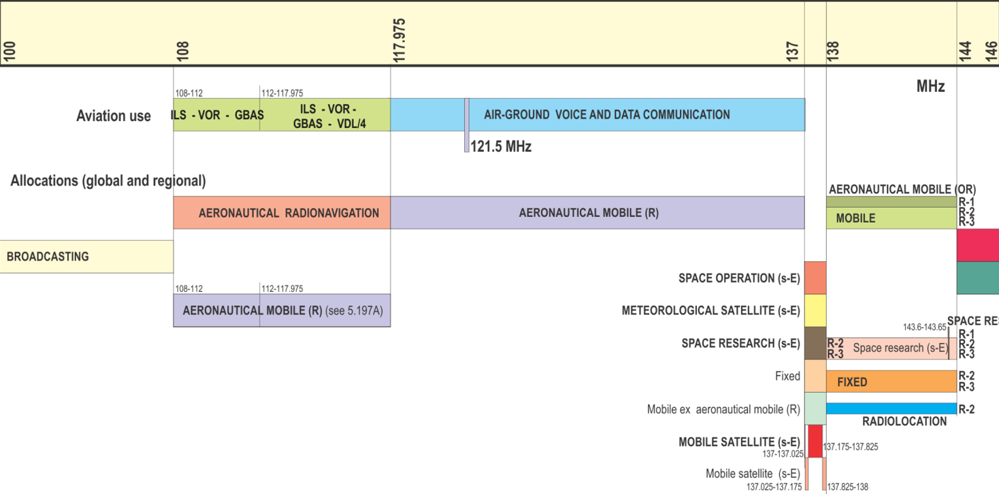 100
108
117.975
137
138
144
146
MHz
108-112
112-117.975
Aviation use
ILS - VOR - GBAS
ILS - VOR -
GBAS - VDL/4
AIR-GROUND VOICE AND DATA COMMUNICATION
121.5 MHz
Allocations (global and regional)
AERONAUTICAL MOBILE (OR)
R-1
AERONAUTICAL RADIONAVIGATION
AERONAUTICAL MOBILE (R)
MOBILE
R-2
R-3
BROADCASTING
SPACE OPERATION (s-E)
108-112
112-117.975
AERONAUTICAL MOBILE (R) (see 5.197A)
METEOROLOGICAL SATELLITE (s-E)
143.6-143.65
SPACE RES
SPACE RESEARCH (s-E)
R-2
R-3
Space research (s-E)
R-1
R-2
R-3
Fixed
FIXED
R-2
R-3
Mobile ex aeronautical mobile (R)
R-2
RADIOLOCATION
MOBILE SATELLITE (s-E)
137-137.025
137.175-137.825
Mobile satellite (s-E)
137.025-137.175
137.825-138